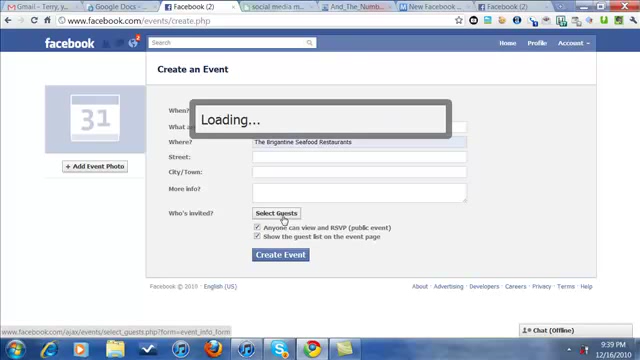 Gmail - Terry, y
Google Docs -
Facebook (2)
social media m
And_The_Numb
New Facebook
Facebook (2)
www.facebook.com/events/create.php
facebook
2
Search
Home Profile Account
Create an Event
31
+ Add Event Photo
When?
Loading...
What a
Where? The Brigantine Seafood Restaurants
Street:
City/Town:
More info?
Who's invited? Select Guests
Anyone can view and RSVP (public event)
Show the guest list on the event page
Create Event
Facebook © 2010 · English (US)
About · Advertising · Developers · Careers · Privacy · Terms · Help
www.facebook.com/ajax/events/select_guests.php?form=event_info_form
Chat (Offline)
9:39 PM
12/16/2010